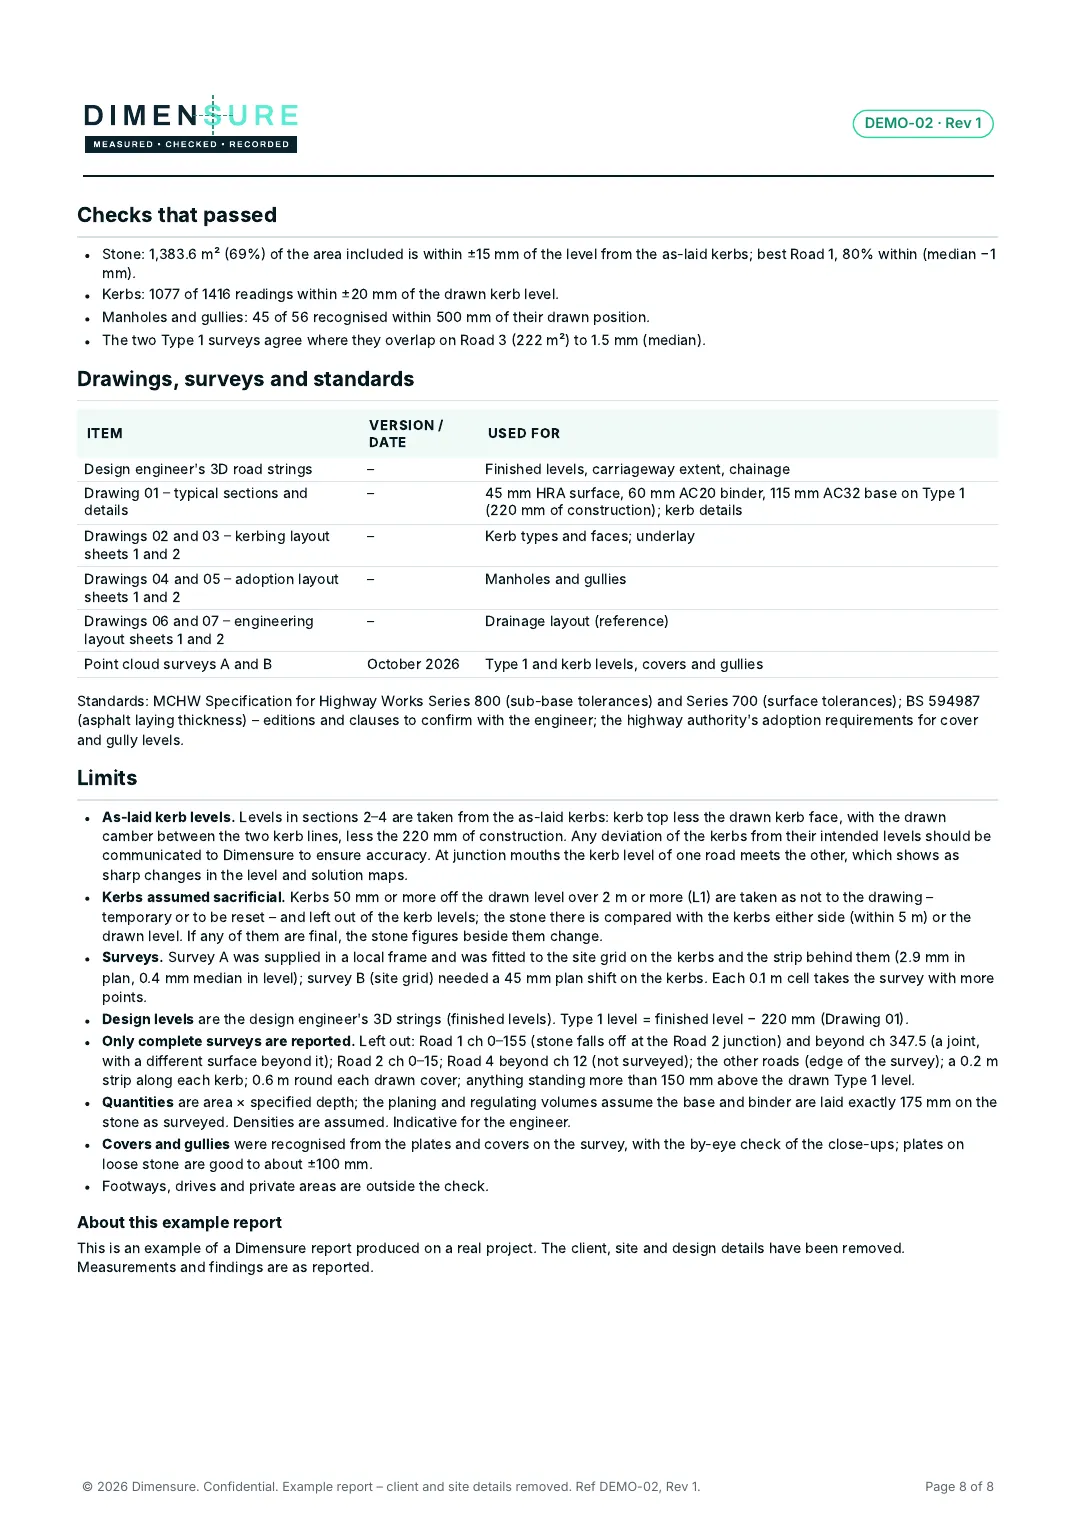 DIMENSURE
MEASURED • CHECKED • RECORDED
DEMO-02 · Rev 1
Checks that passed
• Stone: 1,383.6 m² (69%) of the area included is within ±15 mm of the level from the as-laid kerbs; best Road 1, 80% within (median −1
mm).
• Kerbs: 1077 of 1416 readings within ±20 mm of the drawn kerb level.
• Manholes and gullies: 45 of 56 recognised within 500 mm of their drawn position.
• The two Type 1 surveys agree where they overlap on Road 3 (222 m²) to 1.5 mm (median).
Drawings, surveys and standards
ITEM VERSION / DATE USED FOR
Design engineer's 3D road strings – Finished levels, carriageway extent, chainage
Drawing 01 – typical sections and details – 45 mm HRA surface, 60 mm AC20 binder, 115 mm AC32 base on Type 1 (220 mm of construction); kerb details
Drawings 02 and 03 – kerbing layout sheets 1 and 2 – Kerb types and faces; underlay
Drawings 04 and 05 – adoption layout sheets 1 and 2 – Manholes and gullies
Drawings 06 and 07 – engineering layout sheets 1 and 2 – Drainage layout (reference)
Point cloud surveys A and B October 2026 Type 1 and kerb levels, covers and gullies
Standards: MCHW Specification for Highway Works Series 800 (sub-base tolerances) and Series 700 (surface tolerances); BS 594987
(asphalt laying thickness) – editions and clauses to confirm with the engineer; the highway authority's adoption requirements for cover
and gully levels.
Limits
• As-laid kerb levels. Levels in sections 2–4 are taken from the as-laid kerbs: kerb top less the drawn kerb face, with the drawn
camber between the two kerb lines, less the 220 mm of construction. Any deviation of the kerbs from their intended levels should be
communicated to Dimensure to ensure accuracy. At junction mouths the kerb level of one road meets the other, which shows as
sharp changes in the level and solution maps.
• Kerbs assumed sacrificial. Kerbs 50 mm or more off the drawn level over 2 m or more (L1) are taken as not to the drawing –
temporary or to be reset – and left out of the kerb levels; the stone there is compared with the kerbs either side (within 5 m) or the
drawn level. If any of them are final, the stone figures beside them change.
• Surveys. Survey A was supplied in a local frame and was fitted to the site grid on the kerbs and the strip behind them (2.9 mm in
plan, 0.4 mm median in level); survey B (site grid) needed a 45 mm plan shift on the kerbs. Each 0.1 m cell takes the survey with more
points.
• Design levels are the design engineer's 3D strings (finished levels). Type 1 level = finished level − 220 mm (Drawing 01).
• Only complete surveys are reported. Left out: Road 1 ch 0–155 (stone falls off at the Road 2 junction) and beyond ch 347.5 (a joint,
with a different surface beyond it); Road 2 ch 0–15; Road 4 beyond ch 12 (not surveyed); the other roads (edge of the survey); a 0.2 m
strip along each kerb; 0.6 m round each drawn cover; anything standing more than 150 mm above the drawn Type 1 level.
• Quantities are area × specified depth; the planing and regulating volumes assume the base and binder are laid exactly 175 mm on the
stone as surveyed. Densities are assumed. Indicative for the engineer.
• Covers and gullies were recognised from the plates and covers on the survey, with the by-eye check of the close-ups; plates on
loose stone are good to about ±100 mm.
• Footways, drives and private areas are outside the check.
About this example report
This is an example of a Dimensure report produced on a real project. The client, site and design details have been removed.
Measurements and findings are as reported.
© 2026 Dimensure. Confidential. Example report – client and site details removed. Ref DEMO-02, Rev 1.
Page 8 of 8